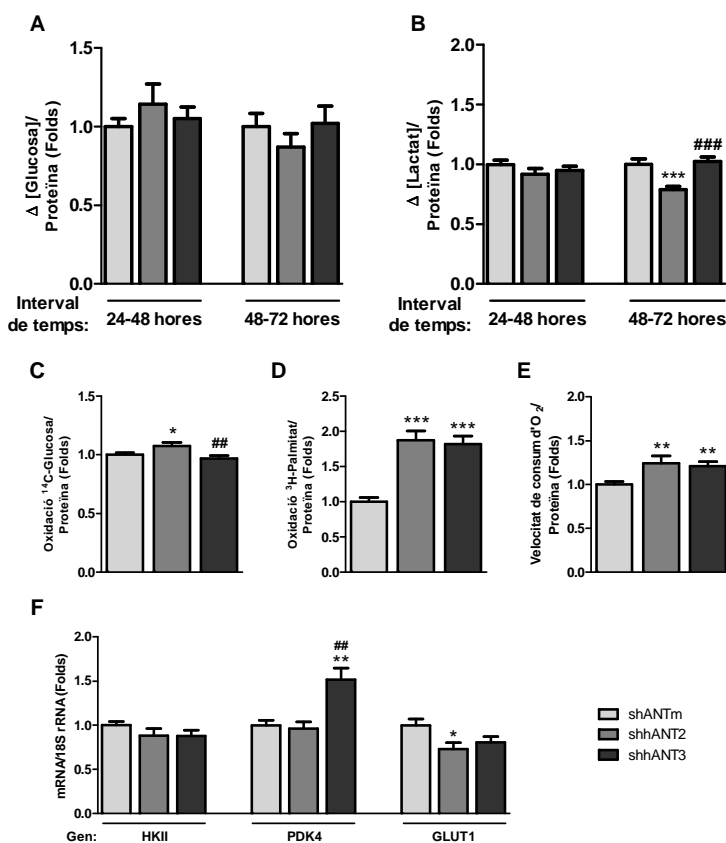 A
Δ [Glucosa]/
Proteïna (Folds)
1.5
1.0
0.5
0.0
Interval
de temps:
24-48 hores
48-72 hores
B
Δ [Lactat]/
Proteïna (Folds)
2.0
1.5
1.0
0.5
0.0
***
###
Interval
de temps:
24-48 hores
48-72 hores
C
Oxidació ¹⁴C-Glucosa/
Proteïna (Folds)
1.5
1.0
0.5
0.0
*
##
D
Oxidació ³H-Palmitat/
Proteïna (Folds)
2.5
2.0
1.5
1.0
0.5
0.0
***
***
E
Velocitat de consum d'O₂/
Proteïna (Folds)
2.0
1.5
1.0
0.5
0.0
**
**
F
mRNA/18S rRNA (Folds)
2.0
1.5
1.0
0.5
0.0
##
**
*
Gen:
HKII
PDK4
GLUT1
shANTm
shhANT2
shhANT3